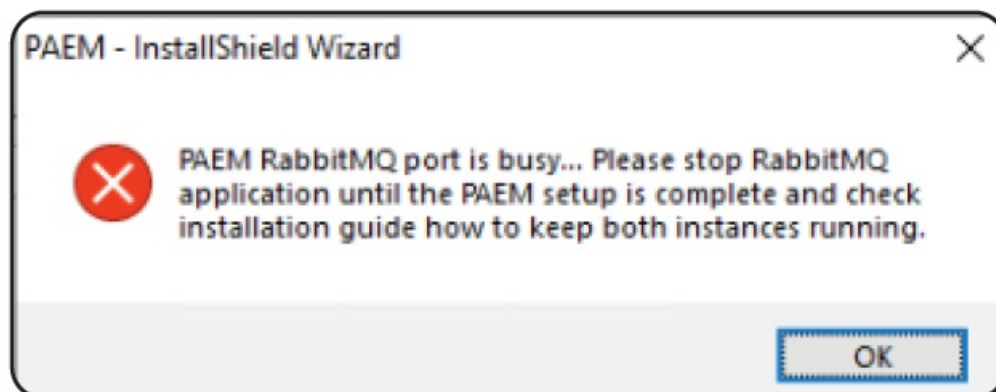 PAEM - InstallShield Wizard
PAEM RabbitMQ port is busy... Please stop RabbitMQ
application until the PAEM setup is complete and check
installation guide how to keep both instances running.
OK